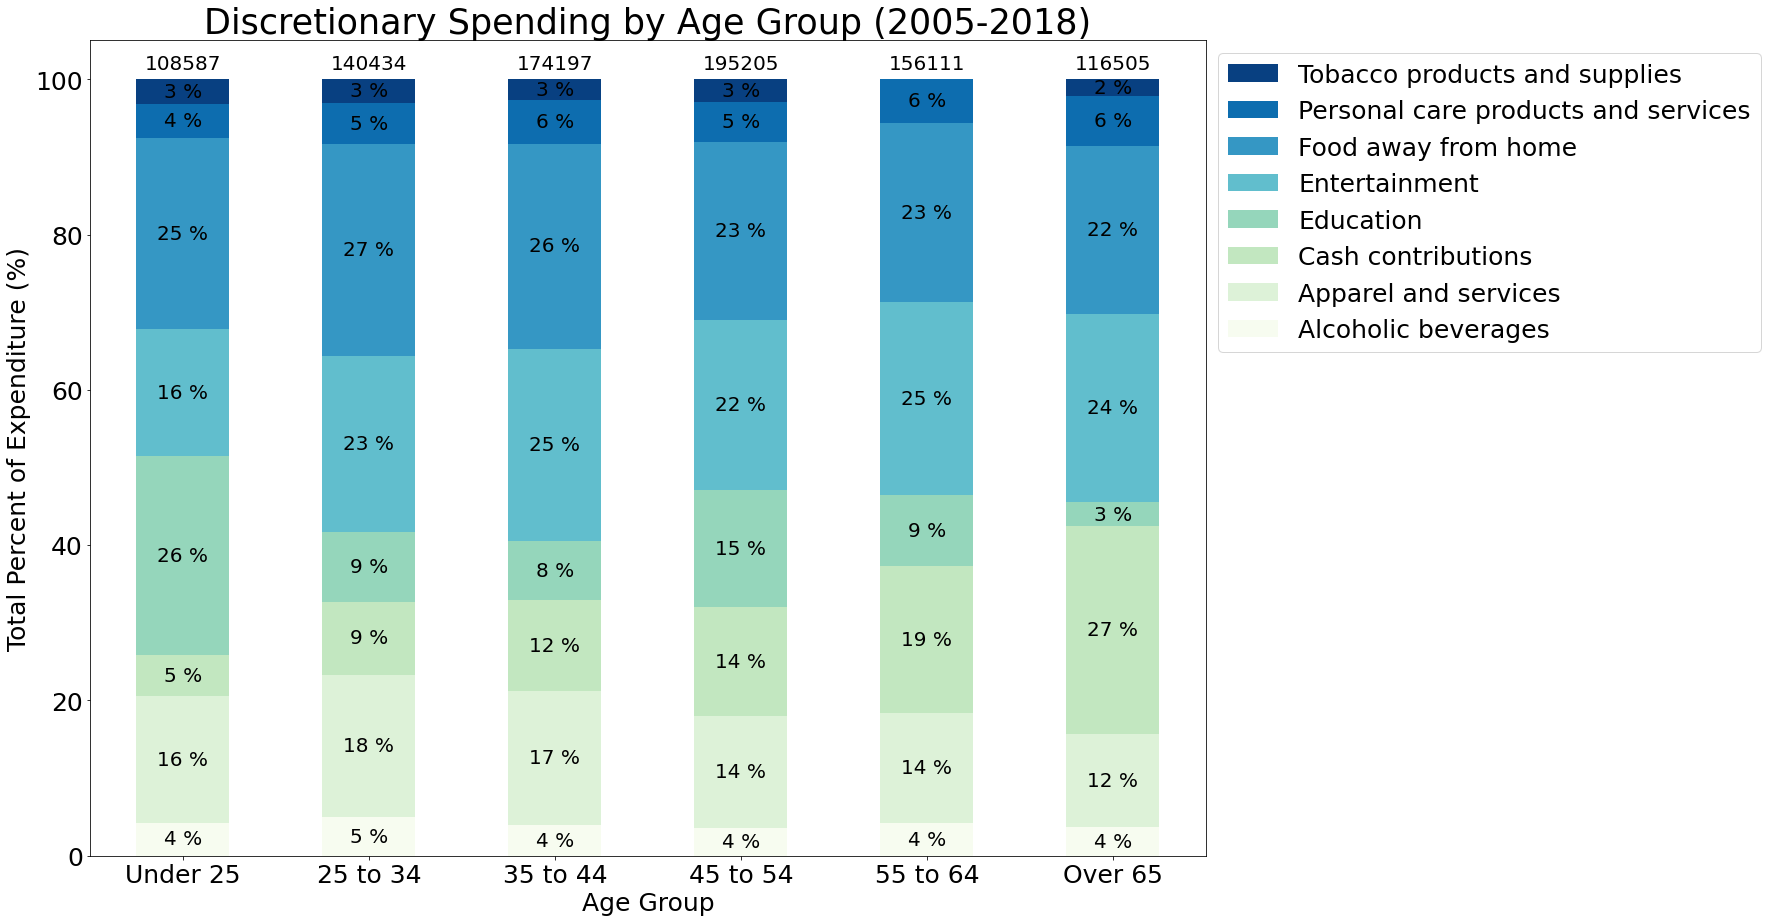 Discretionary Spending by Age Group (2005-2018)
108587 140434 174197 195205 156111 116505
3 % 3 % 3 % 3 % 2 %
4 % 5 % 6 % 5 % 6 % 6 %
25 % 27 % 26 % 23 % 23 % 22 %
16 % 23 % 25 % 22 % 25 % 24 %
26 % 9 % 8 % 15 % 9 % 3 %
5 % 9 % 12 % 14 % 19 % 27 %
16 % 18 % 17 % 14 % 14 % 12 %
4 % 5 % 4 % 4 % 4 % 4 %
100
80
60
40
20
0
Total Percent of Expenditure (%)
Under 25 25 to 34 35 to 44 45 to 54 55 to 64 Over 65
Age Group
Tobacco products and supplies
Personal care products and services
Food away from home
Entertainment
Education
Cash contributions
Apparel and services
Alcoholic beverages